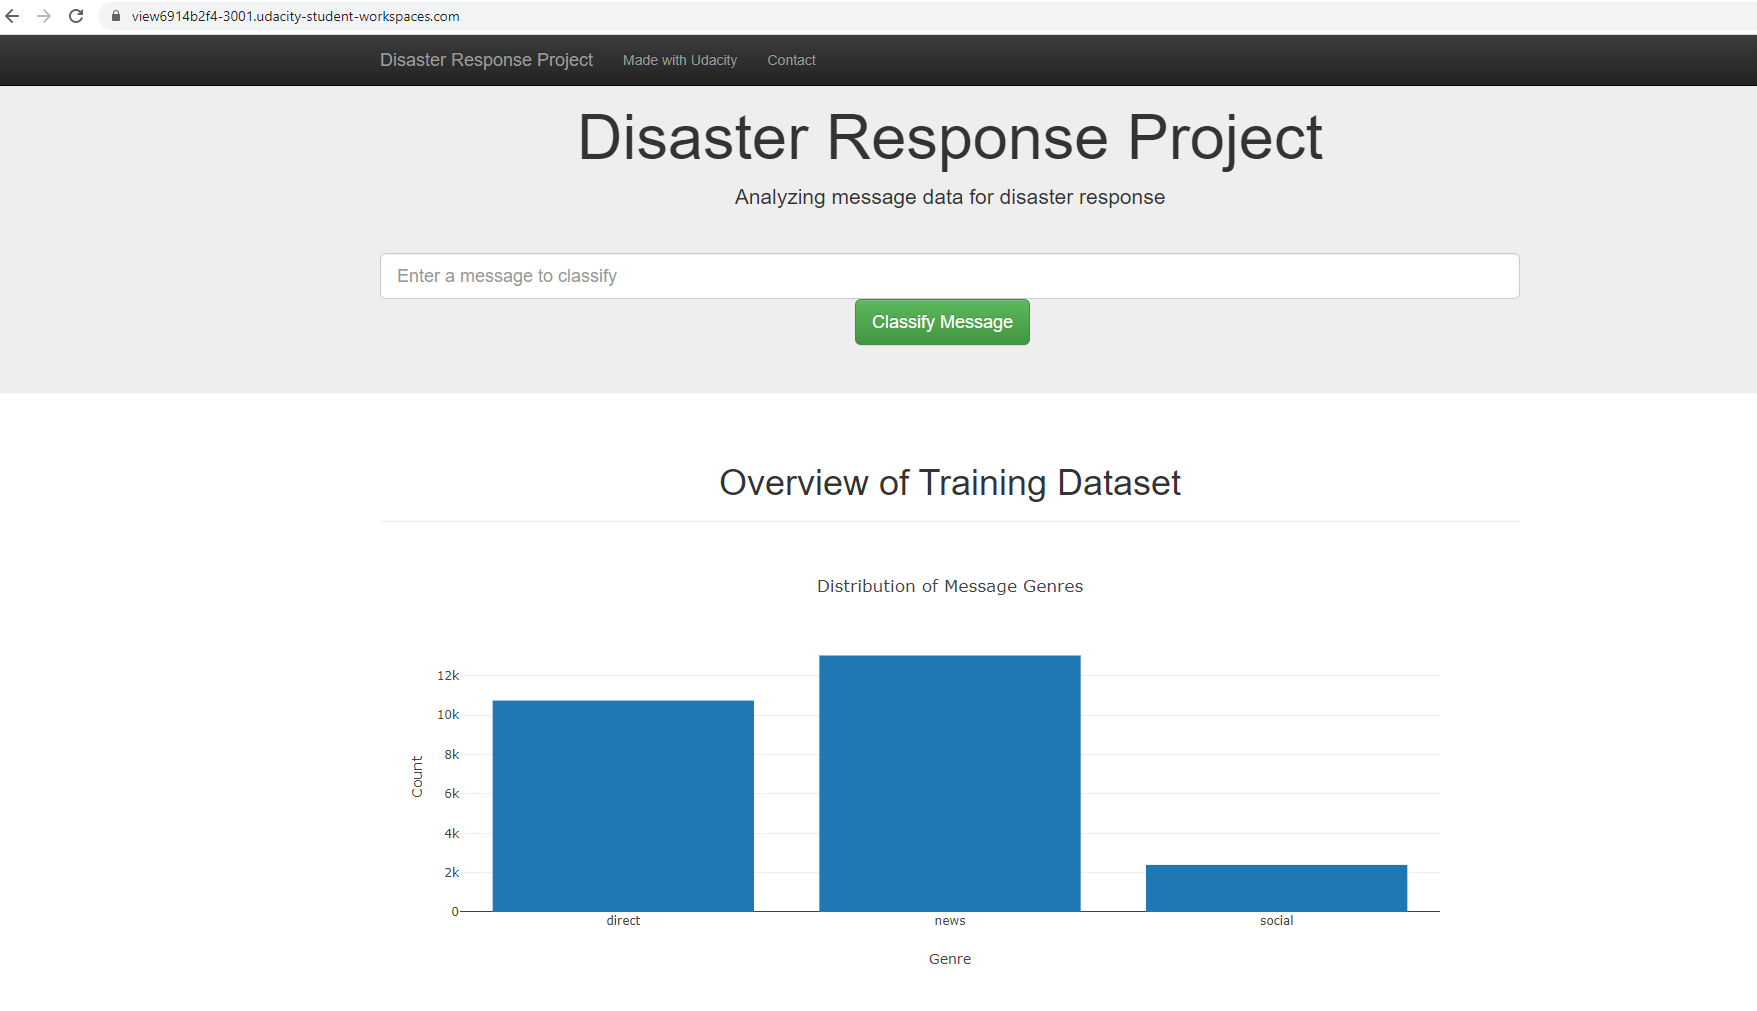 view6914b2f4-3001.udacity-student-workspaces.com
Disaster Response Project Made with Udacity Contact
Disaster Response Project
Analyzing message data for disaster response
Enter a message to classify
Classify Message
Overview of Training Dataset
Distribution of Message Genres
12k
10k
8k
6k
4k
2k
0
Count
direct news social
Genre